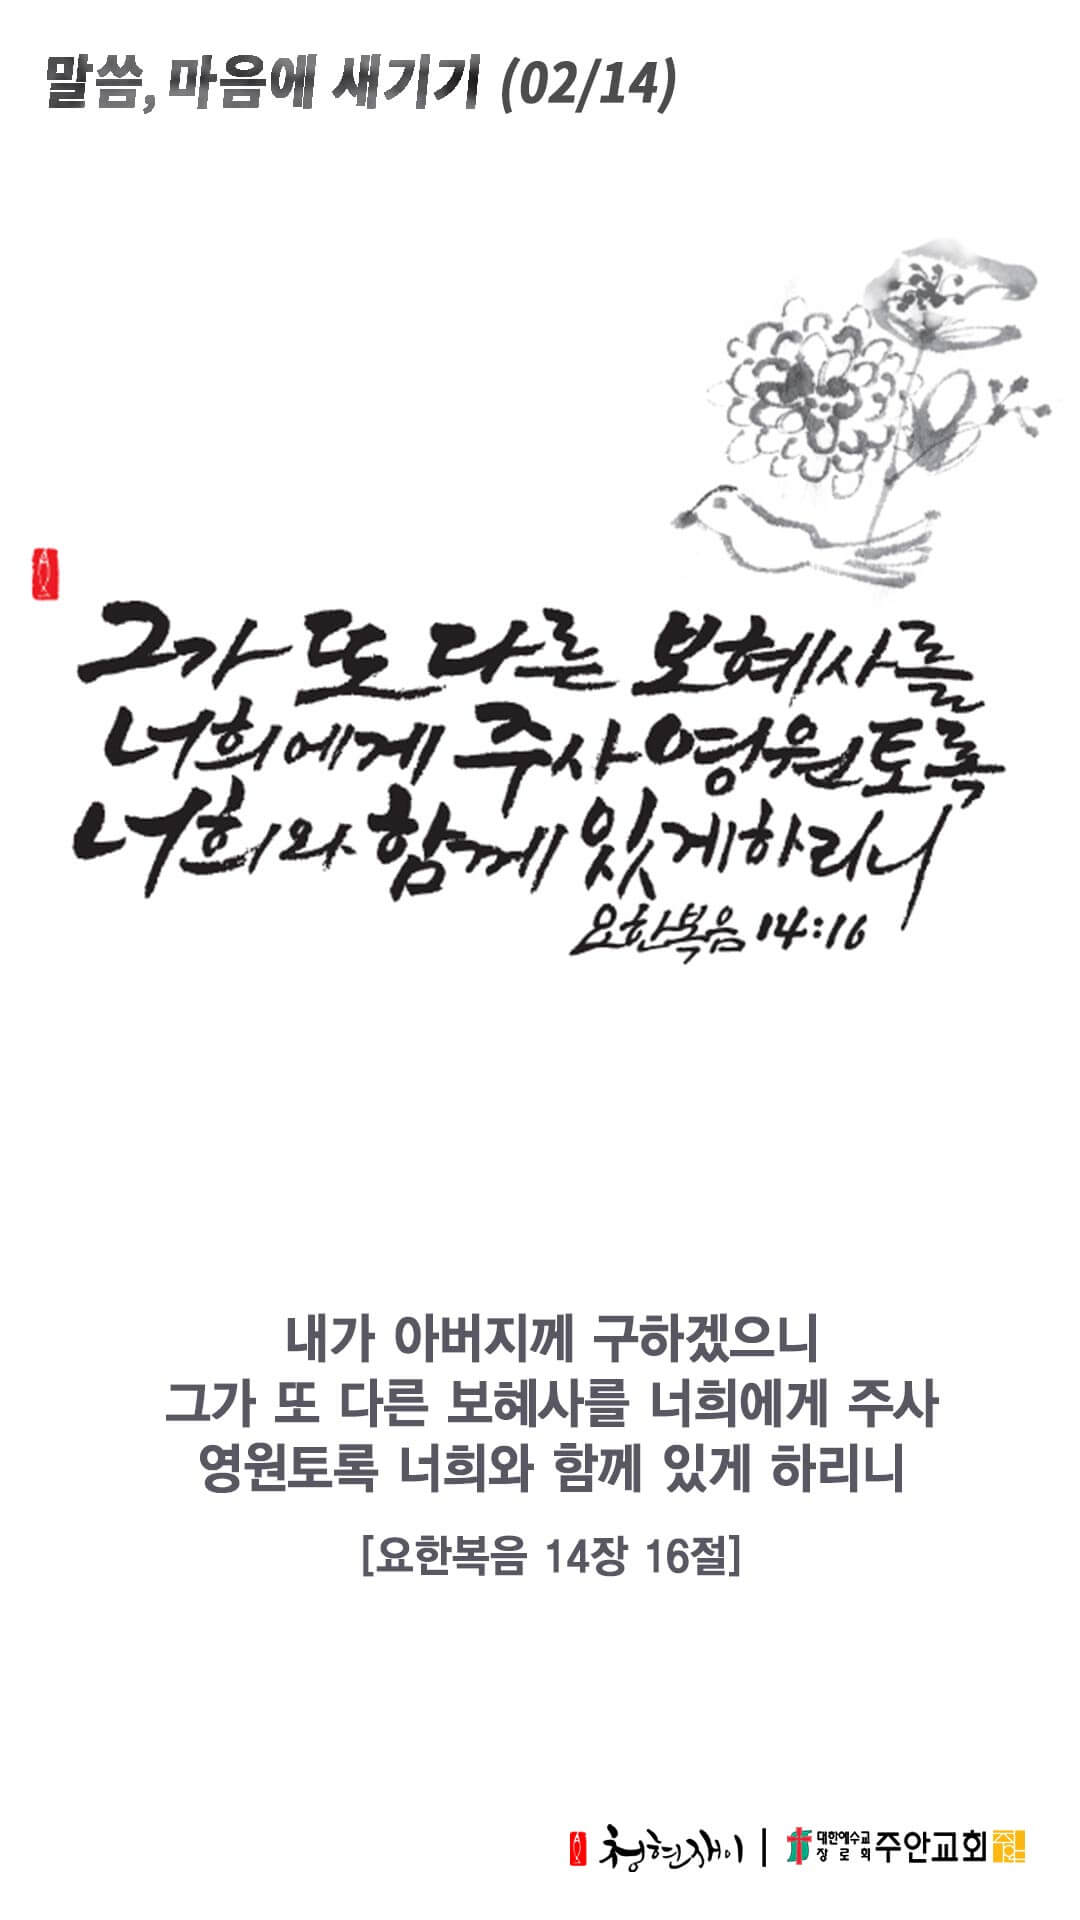 말씀, 마음에 새기기 (02/14)
그가 또 다른 보혜사를
너희에게 주사 영원토록
너희와 함께 있게하리니
요한복음 14:16
내가 아버지께 구하겠으니
그가 또 다른 보혜사를 너희에게 주사
영원토록 너희와 함께 있게 하리니
[요한복음 14장 16절]
청현재이 | 대한예수교 장로회 주안교회